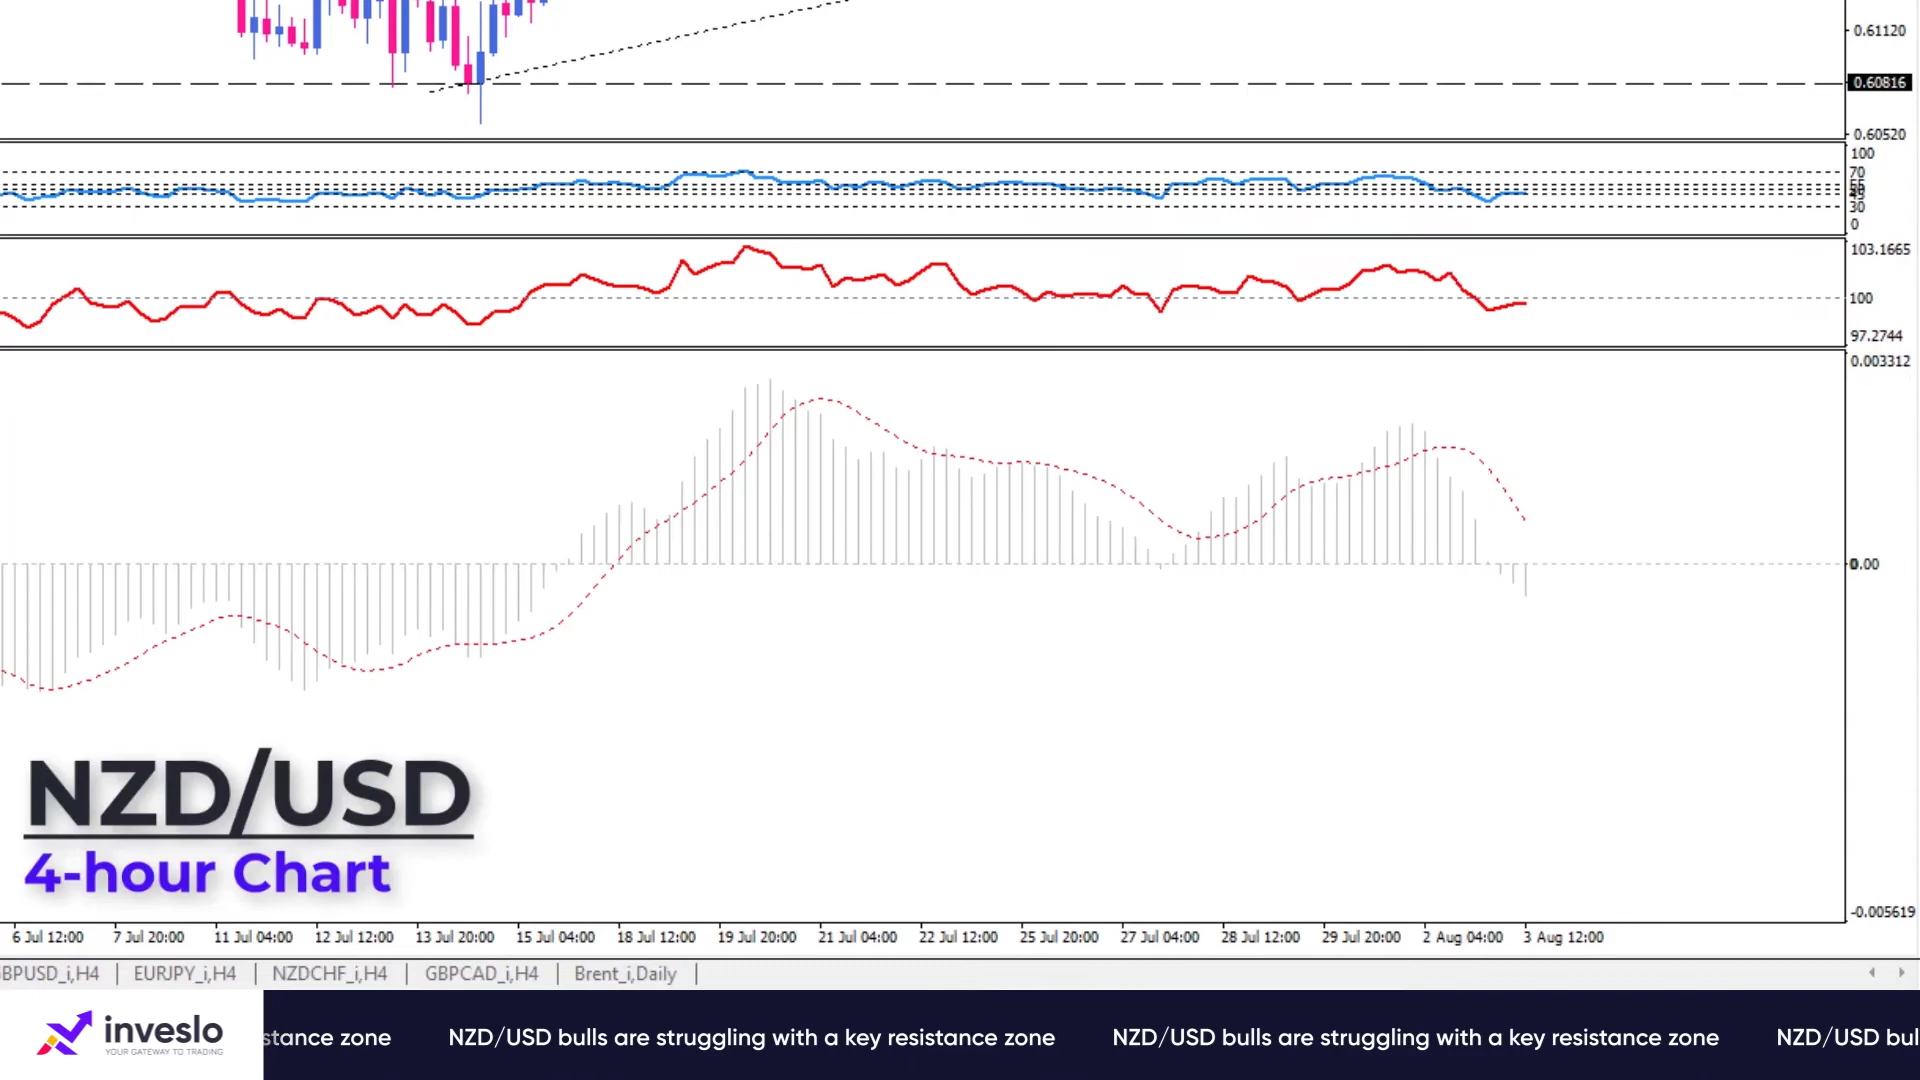 0.61120
0.60816
0.60520
100
70
30
0
103.1665
100
97.2744
0.003312
0.00
-0.005619
NZD/USD
4-hour Chart
6 Jul 12:00 7 Jul 20:00 11 Jul 04:00 12 Jul 12:00 13 Jul 20:00 15 Jul 04:00 18 Jul 12:00 19 Jul 20:00 21 Jul 04:00 22 Jul 12:00 25 Jul 20:00 27 Jul 04:00 28 Jul 12:00 29 Jul 20:00 2 Aug 04:00 3 Aug 12:00
BPUSD_i,H4 | EURJPY_i,H4 | NZDCHF_i,H4 | GBPCAD_i,H4 | Brent_i,Daily |
inveslo
YOUR GATEWAY TO TRADING
stance zone NZD/USD bulls are struggling with a key resistance zone NZD/USD bulls are struggling with a key resistance zone NZD/USD bul